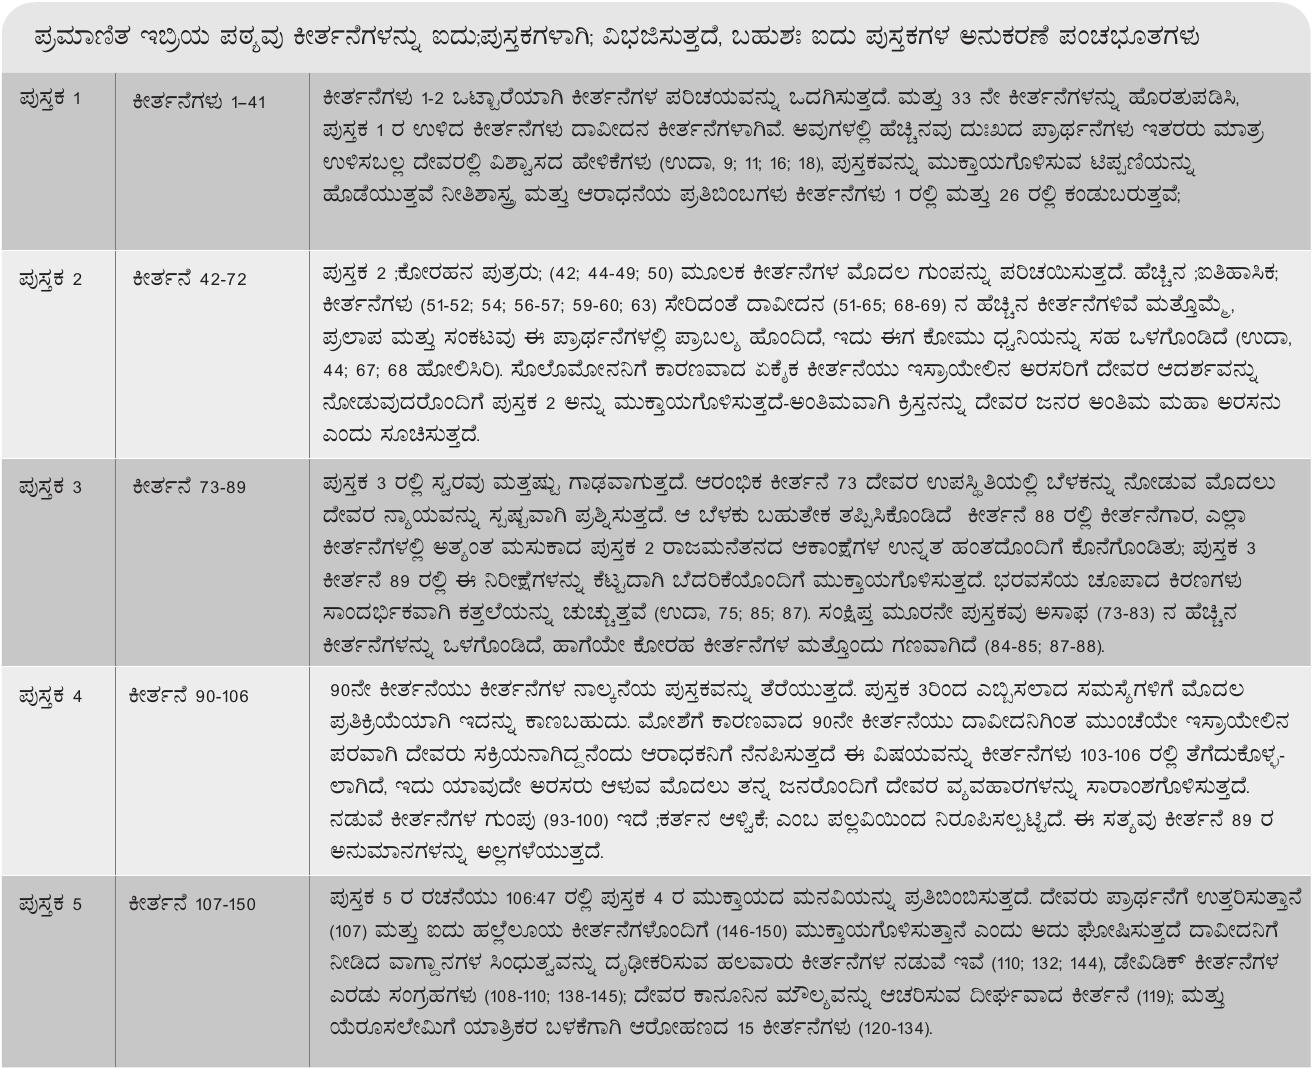 ಪ್ರಮಾಣಿತ ಇಬ್ರಿಯ ಪಠ್ಯವು ಕೀರ್ತನೆಗಳನ್ನು ಐದು;ಪುಸ್ತಕಗಳಾಗಿ; ವಿಭಜಿಸುತ್ತದೆ, ಬಹುಶಃ ಐದು ಪುಸ್ತಕಗಳ ಅನುಕರಣೆ ಪಂಚಭೂತಗಳು
ಪುಸ್ತಕ 1
ಕೀರ್ತನೆಗಳು 1–41
ಕೀರ್ತನೆಗಳು 1-2 ಒಟ್ಟಾರೆಯಾಗಿ ಕೀರ್ತನೆಗಳ ಪರಿಚಯವನ್ನು ಒದಗಿಸುತ್ತದೆ. ಮತ್ತು 33 ನೇ ಕೀರ್ತನೆಗಳನ್ನು ಹೊರತುಪಡಿಸಿ,
ಪುಸ್ತಕ 1 ರ ಉಳಿದ ಕೀರ್ತನೆಗಳು ದಾವೀದನ ಕೀರ್ತನೆಗಳಾಗಿವೆ. ಅವುಗಳಲ್ಲಿ ಹೆಚ್ಚಿನವು ದುಃಖದ ಪ್ರಾರ್ಥನೆಗಳು ಇತರರು ಮಾತ್ರ
ಉಳಿಸಬಲ್ಲ ದೇವರಲ್ಲಿ ವಿಶ್ವಾಸದ ಹೇಳಿಕೆಗಳು (ಉದಾ, 9; 11; 16; 18), ಪುಸ್ತಕವನ್ನು ಮುಕ್ತಾಯಗೊಳಿಸುವ ಟಿಪ್ಪಣಿಯನ್ನು
ಹೊಡೆಯುತ್ತವೆ ನೀತಿಶಾಸ್ತ್ರ ಮತ್ತು ಆರಾಧನೆಯ ಪ್ರತಿಬಿಂಬಗಳು ಕೀರ್ತನೆಗಳು 1 ರಲ್ಲಿ ಮತ್ತು 26 ರಲ್ಲಿ ಕಂಡುಬರುತ್ತವೆ;
ಪುಸ್ತಕ 2
ಕೀರ್ತನೆ 42-72
ಪುಸ್ತಕ 2 ;ಕೋರಹನ ಪುತ್ರರು; (42; 44-49; 50) ಮೂಲಕ ಕೀರ್ತನೆಗಳ ಮೊದಲ ಗುಂಪನ್ನು ಪರಿಚಯಿಸುತ್ತದೆ. ಹೆಚ್ಚಿನ ;ಐತಿಹಾಸಿಕ;
ಕೀರ್ತನೆಗಳು (51-52; 54; 56-57; 59-60; 63) ಸೇರಿದಂತೆ ದಾವೀದನ (51-65; 68-69) ನ ಹೆಚ್ಚಿನ ಕೀರ್ತನೆಗಳಿವೆ ಮತ್ತೊಮ್ಮೆ,
ಪ್ರಲಾಪ ಮತ್ತು ಸಂಕಟವು ಈ ಪ್ರಾರ್ಥನೆಗಳಲ್ಲಿ ಪ್ರಾಬಲ್ಯ ಹೊಂದಿದೆ, ಇದು ಈಗ ಕೋಮು ಧ್ವನಿಯನ್ನು ಸಹ ಒಳಗೊಂಡಿದೆ (ಉದಾ,
44; 67; 68 ಹೋಲಿಸಿರಿ). ಸೊಲೊಮೋನನಿಗೆ ಕಾರಣವಾದ ಏಕೈಕ ಕೀರ್ತನೆಯು ಇಸ್ರಾಯೇಲಿನ ಅರಸರಿಗೆ ದೇವರ ಆದರ್ಶವನ್ನು
ನೋಡುವುದರೊಂದಿಗೆ ಪುಸ್ತಕ 2 ಅನ್ನು ಮುಕ್ತಾಯಗೊಳಿಸುತ್ತದೆ-ಅಂತಿಮವಾಗಿ ಕ್ರಿಸ್ತನನ್ನು ದೇವರ ಜನರ ಅಂತಿಮ ಮಹಾ ಅರಸನು
ಎಂದು ಸೂಚಿಸುತ್ತದೆ.
ಪುಸ್ತಕ 3
ಕೀರ್ತನೆ 73-89
ಪುಸ್ತಕ 3 ರಲ್ಲಿ ಸ್ವರವು ಮತ್ತಷ್ಟು ಗಾಢವಾಗುತ್ತದೆ. ಆರಂಭಿಕ ಕೀರ್ತನೆ 73 ದೇವರ ಉಪಸ್ಥಿತಿಯಲ್ಲಿ ಬೆಳಕನ್ನು ನೋಡುವ ಮೊದಲು
ದೇವರ ನ್ಯಾಯವನ್ನು ಸ್ಪಷ್ಟವಾಗಿ ಪ್ರಶ್ನಿಸುತ್ತದೆ. ಆ ಬೆಳಕು ಬಹುತೇಕ ತಪ್ಪಿಸಿಕೊಂಡಿದೆ ಕೀರ್ತನೆ 88 ರಲ್ಲಿ ಕೀರ್ತನೆಗಾರ, ಎಲ್ಲಾ
ಕೀರ್ತನೆಗಳಲ್ಲಿ ಅತ್ಯಂತ ಮಸುಕಾದ ಪುಸ್ತಕ 2 ರಾಜಮನೆತನದ ಆಕಾಂಕ್ಷೆಗಳ ಉನ್ನತ ಹಂತದೊಂದಿಗೆ ಕೊನೆಗೊಂಡಿತು; ಪುಸ್ತಕ 3
ಕೀರ್ತನೆ 89 ರಲ್ಲಿ ಈ ನಿರೀಕ್ಷೆಗಳನ್ನು ಕೆಟ್ಟದಾಗಿ ಬೆದರಿಕೆಯೊಂದಿಗೆ ಮುಕ್ತಾಯಗೊಳಿಸುತ್ತದೆ. ಭರವಸೆಯ ಚೂಪಾದ ಕಿರಣಗಳು
ಸಾಂದರ್ಭಿಕವಾಗಿ ಕತ್ತಲೆಯನ್ನು ಚುಚ್ಚುತ್ತವೆ (ಉದಾ, 75; 85; 87). ಸಂಕ್ಷಿಪ್ತ ಮೂರನೇ ಪುಸ್ತಕವು ಅಸಾಫ (73-83) ನ ಹೆಚ್ಚಿನ
ಕೀರ್ತನೆಗಳನ್ನು ಒಳಗೊಂಡಿದೆ, ಹಾಗೆಯೇ ಕೋರಹ ಕೀರ್ತನೆಗಳ ಮತ್ತೊಂದು ಗಣವಾಗಿದೆ (84-85; 87-88).
ಪುಸ್ತಕ 4
ಕೀರ್ತನೆ 90-106
90ನೇ ಕೀರ್ತನೆಯು ಕೀರ್ತನೆಗಳ ನಾಲ್ಕನೆಯ ಪುಸ್ತಕವನ್ನು ತೆರೆಯುತ್ತದೆ. ಪುಸ್ತಕ 3ರಿಂದ ಎಬ್ಬಿಸಲಾದ ಸಮಸ್ಯೆಗಳಿಗೆ ಮೊದಲ
ಪ್ರತಿಕ್ರಿಯೆಯಾಗಿ ಇದನ್ನು ಕಾಣಬಹುದು. ಮೋಶೆಗೆ ಕಾರಣವಾದ 90ನೇ ಕೀರ್ತನೆಯು ದಾವೀದನಿಗಿಂತ ಮುಂಚೆಯೇ ಇಸ್ರಾಯೇಲಿನ
ಪರವಾಗಿ ದೇವರು ಸಕ್ರಿಯನಾಗಿದ್ದನೆಂದು ಆರಾಧಕನಿಗೆ ನೆನಪಿಸುತ್ತದೆ ಈ ವಿಷಯವನ್ನು ಕೀರ್ತನೆಗಳು 103-106 ರಲ್ಲಿ ತೆಗೆದುಕೊಳ್ಳ-
ಲಾಗಿದೆ, ಇದು ಯಾವುದೇ ಅರಸರು ಆಳುವ ಮೊದಲು ತನ್ನ ಜನರೊಂದಿಗೆ ದೇವರ ವ್ಯವಹಾರಗಳನ್ನು ಸಾರಾಂಶಗೊಳಿಸುತ್ತದೆ.
ನಡುವೆ ಕೀರ್ತನೆಗಳ ಗುಂಪು (93-100) ಇದೆ ;ಕರ್ತನ ಆಳ್ವಿಕೆ; ಎಂಬ ಪಲ್ಲವಿಯಿಂದ ನಿರೂಪಿಸಲ್ಪಟ್ಟಿದೆ. ಈ ಸತ್ಯವು ಕೀರ್ತನೆ 89 ರ
ಅನುಮಾನಗಳನ್ನು ಅಲ್ಲಗಳೆಯುತ್ತದೆ.
ಪುಸ್ತಕ 5
ಕೀರ್ತನೆ 107-150
ಪುಸ್ತಕ 5 ರ ರಚನೆಯು 106:47 ರಲ್ಲಿ ಪುಸ್ತಕ 4 ರ ಮುಕ್ತಾಯದ ಮನವಿಯನ್ನು ಪ್ರತಿಬಿಂಬಿಸುತ್ತದೆ. ದೇವರು ಪ್ರಾರ್ಥನೆಗೆ ಉತ್ತರಿಸುತ್ತಾನೆ
(107) ಮತ್ತು ಐದು ಹಲ್ಲೆಲೂಯ ಕೀರ್ತನೆಗಳೊಂದಿಗೆ (146-150) ಮುಕ್ತಾಯಗೊಳಿಸುತ್ತಾನೆ ಎಂದು ಅದು ಘೋಷಿಸುತ್ತದೆ ದಾವೀದನಿಗೆ
ನೀಡಿದ ವಾಗ್ದಾನಗಳ ಸಿಂಧುತ್ವವನ್ನು ದೃಢೀಕರಿಸುವ ಹಲವಾರು ಕೀರ್ತನೆಗಳ ನಡುವೆ ಇವೆ (110; 132; 144), ಡೇವಿಡಿಕ್ ಕೀರ್ತನೆಗಳ
ಎರಡು ಸಂಗ್ರಹಗಳು (108-110; 138-145); ದೇವರ ಕಾನೂನಿನ ಮೌಲ್ಯವನ್ನು ಆಚರಿಸುವ ದೀರ್ಘವಾದ ಕೀರ್ತನೆ (119); ಮತ್ತು
ಯೆರೂಸಲೇಮಿಗೆ ಯಾತ್ರಿಕರ ಬಳಕೆಗಾಗಿ ಆರೋಹಣದ 15 ಕೀರ್ತನೆಗಳು (120-134).